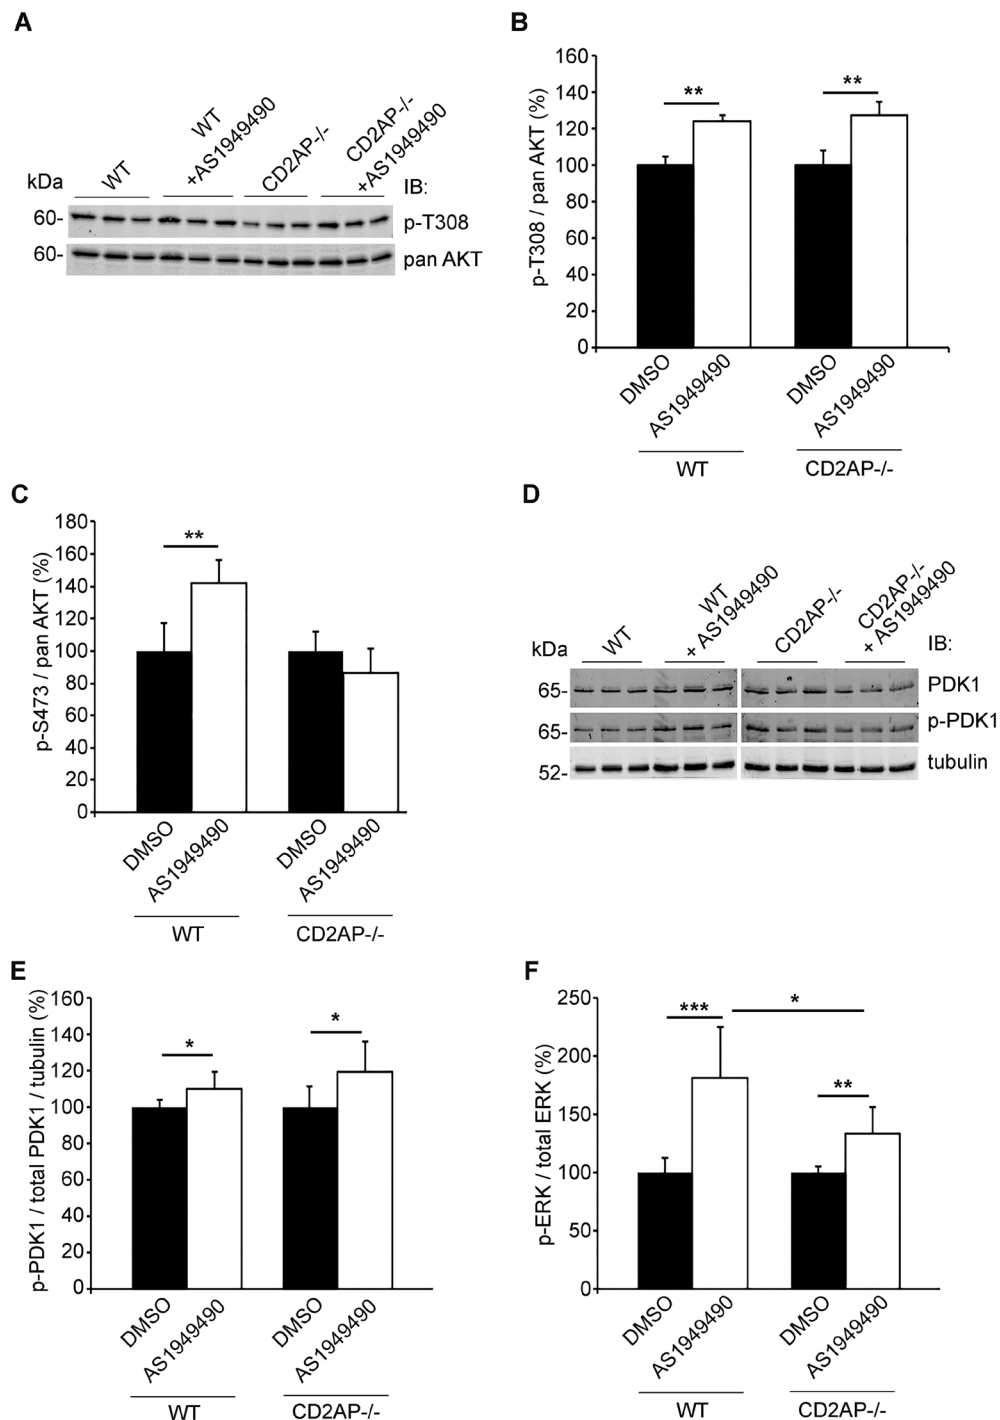 A
kDa
WT
WT
+AS1949490
CD2AP-/-
CD2AP-/-
+AS1949490
IB:
60-
p-T308
60-
pan AKT
B
p-T308 / pan AKT (%)
160
140
120
100
80
60
40
20
0
**
**
DMSO
AS1949490
DMSO
AS1949490
WT
CD2AP-/-
C
p-S473 / pan AKT (%)
180
160
140
120
100
80
60
40
20
0
**
DMSO
AS1949490
DMSO
AS1949490
WT
CD2AP-/-
D
kDa
WT
WT
+ AS1949490
CD2AP-/-
CD2AP-/-
+ AS1949490
IB:
65-
PDK1
65-
p-PDK1
52-
tubulin
E
p-PDK1 / total PDK1 / tubulin (%)
160
140
120
100
80
60
40
20
0
*
*
DMSO
AS1949490
DMSO
AS1949490
WT
CD2AP-/-
F
p-ERK / total ERK (%)
250
200
150
100
50
0
***
*
**
DMSO
AS1949490
DMSO
AS1949490
WT
CD2AP-/-